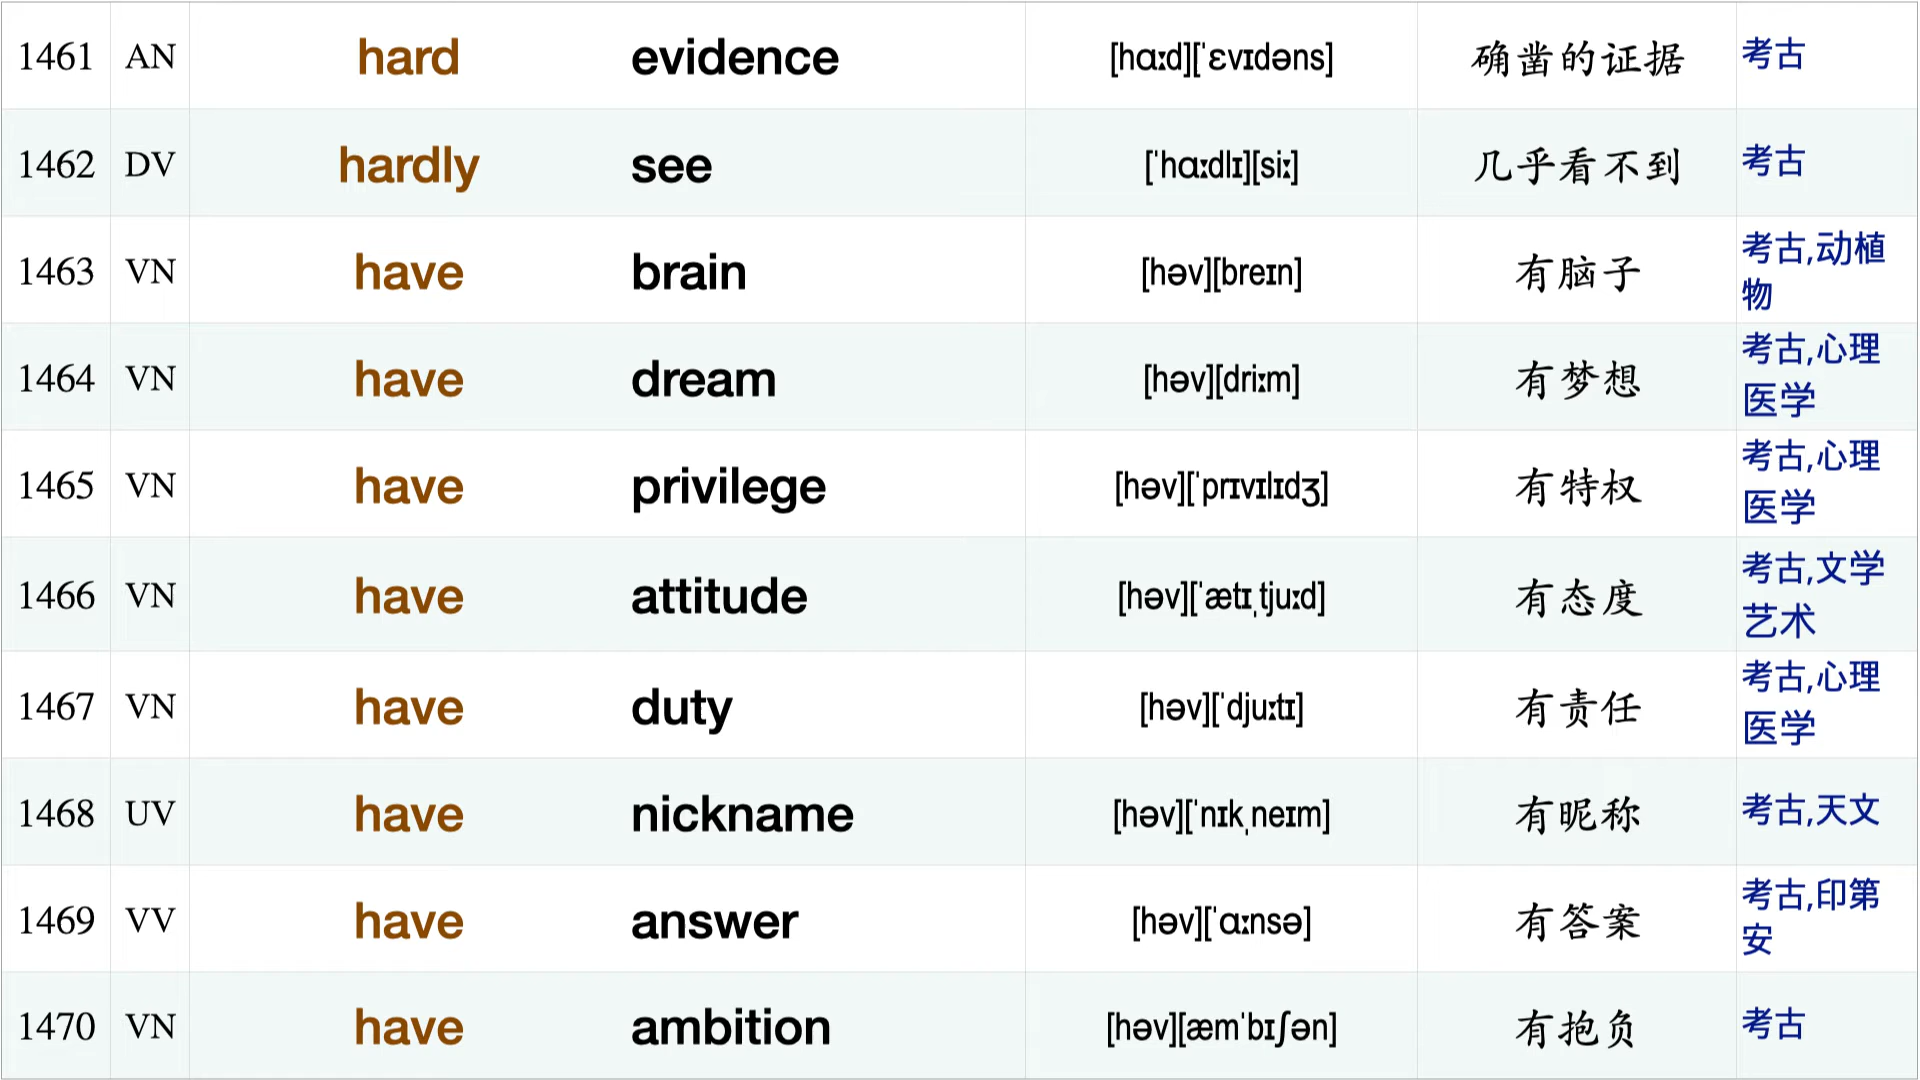 1461 AN hard evidence [hɑːd][ˈɛvɪdəns] 确凿的证据 考古
1462 DV hardly see [ˈhɑːdlɪ][siː] 几乎看不到 考古
1463 VN have brain [həv][breɪn] 有脑子 考古,动植
物
1464 VN have dream [həv][driːm] 有梦想 考古,心理
医学
1465 VN have privilege [həv][ˈprɪvɪlɪdʒ] 有特权 考古,心理
医学
1466 VN have attitude [həv][ˈætɪˌtjuːd] 有态度 考古,文学
艺术
1467 VN have duty [həv][ˈdjuːtɪ] 有责任 考古,心理
医学
1468 UV have nickname [həv][ˈnɪkˌneɪm] 有昵称 考古,天文
1469 VV have answer [həv][ˈɑːnsə] 有答案 考古,印第
安
1470 VN have ambition [həv][æmˈbɪʃən] 有抱负 考古